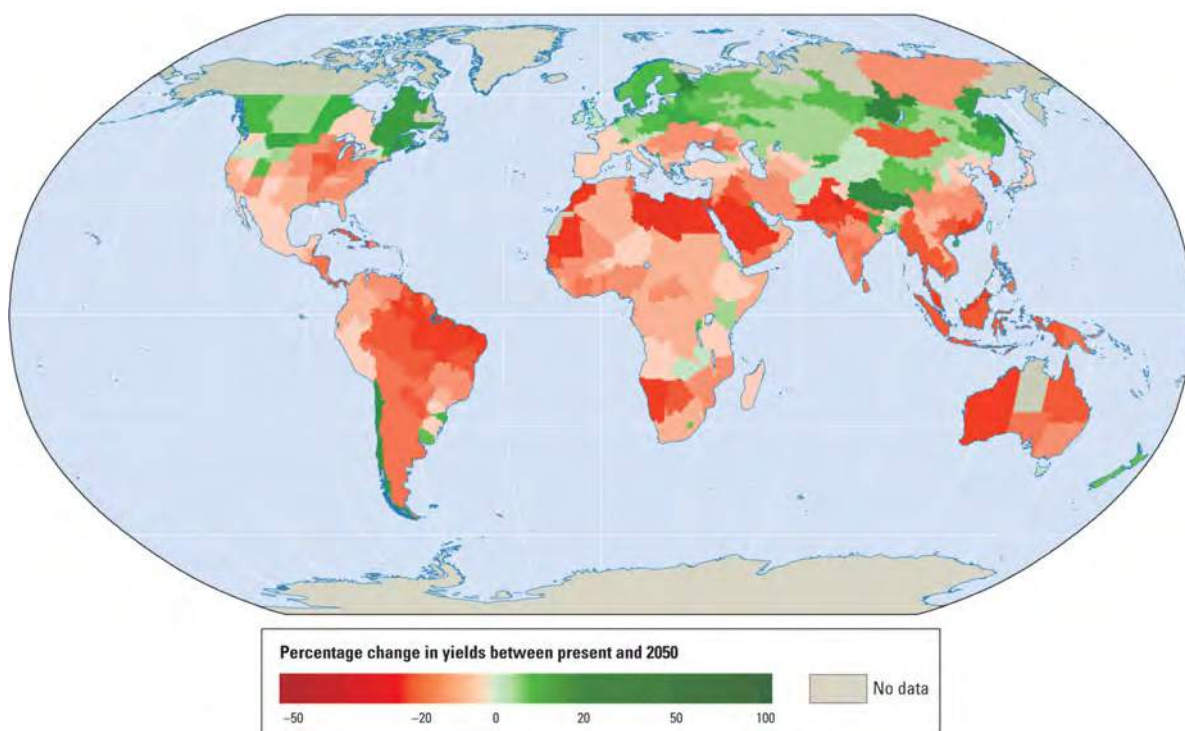 Percentage change in yields between present and 2050
No data
–50 –20 0 20 50 100